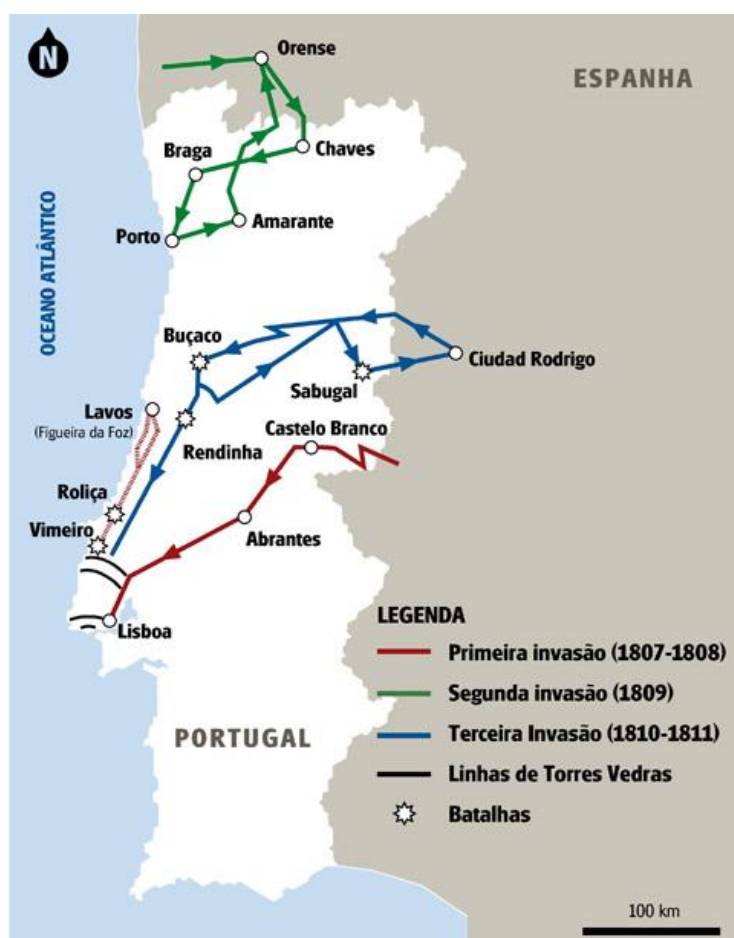 N
Orense
ESPANHA
Braga
Chaves
OCEANO ATLÂNTICO
Amarante
Porto
Buçaco
Ciudad Rodrigo
Sabugal
Lavos
(Figueira da Foz)
Castelo Branco
Rendinha
Roliça
Vimeiro
Abrantes
Lisboa
LEGENDA
Primeira invasão (1807-1808)
Segunda invasão (1809)
PORTUGAL
Terceira Invasão (1810-1811)
Linhas de Torres Vedras
Batalhas
100 km